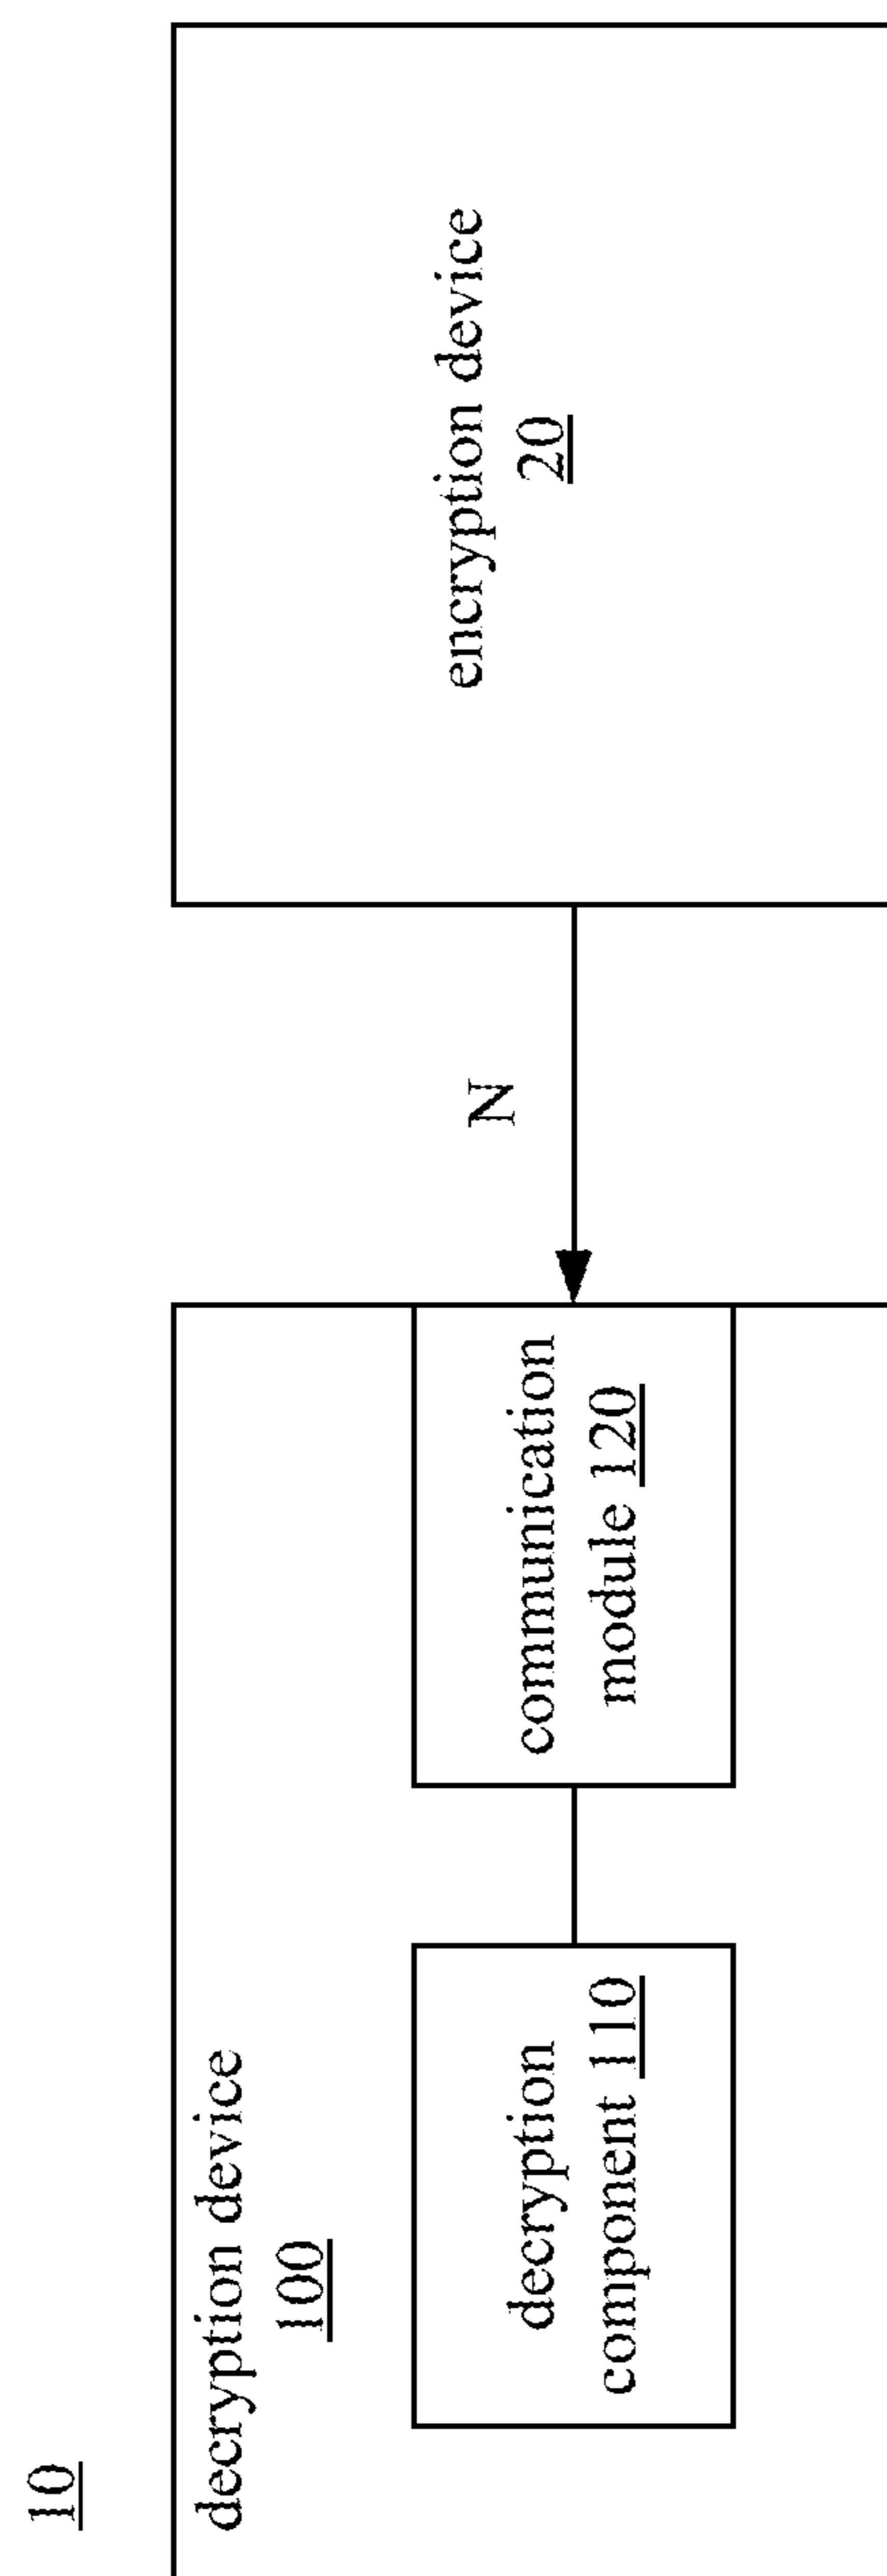 10
decryption device
100
decryption
component 110
communication
module 120
N
encryption device
20